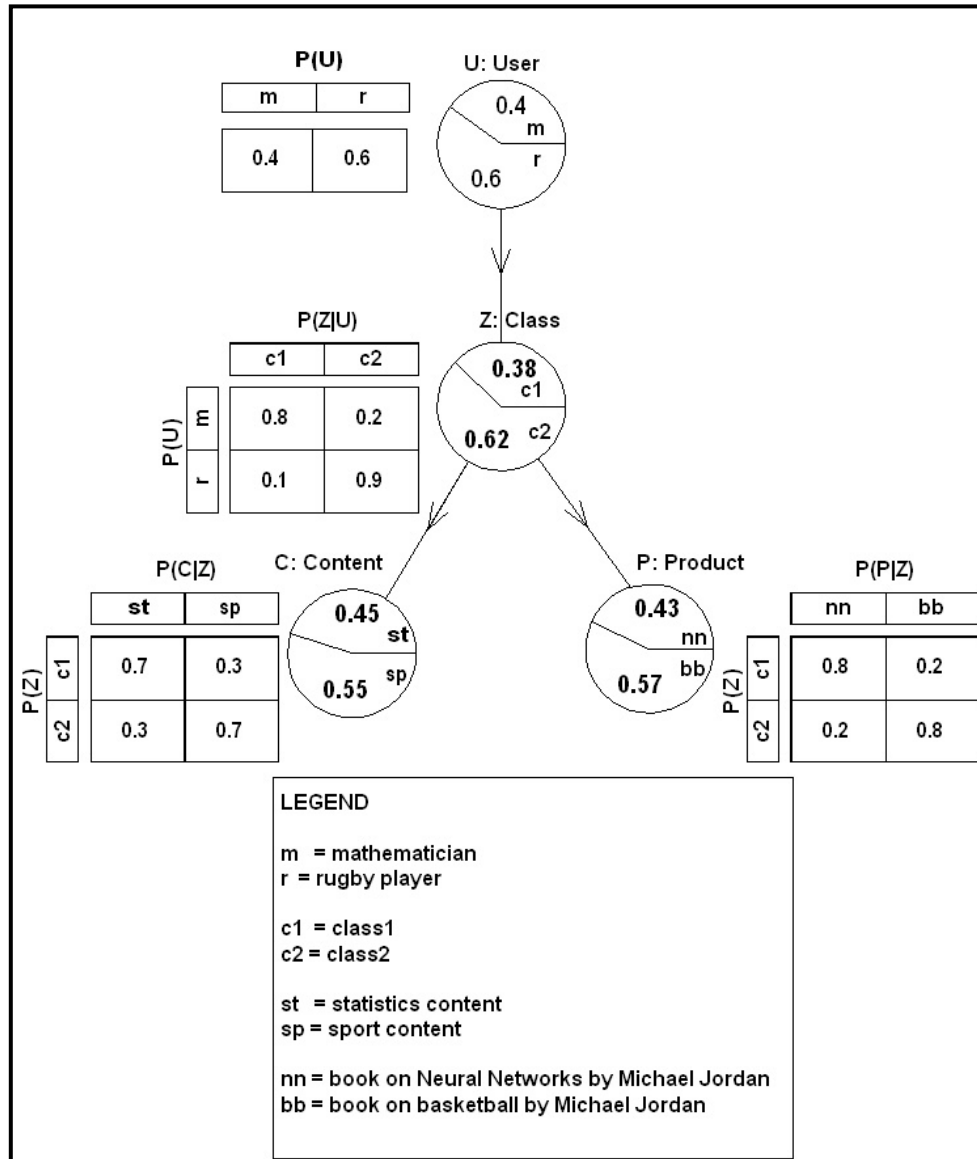 P(U)
m r
0.4 0.6
U: User
0.4
m
r
0.6
P(Z|U)
c1 c2
P(U)
m 0.8 0.2
r 0.1 0.9
Z: Class
0.38
c1
0.62 c2
P(C|Z)
st sp
P(Z)
c1 0.7 0.3
c2 0.3 0.7
C: Content
0.45
st
sp
0.55
P: Product
0.43
nn
bb
0.57
P(P|Z)
nn bb
P(Z)
c1 0.8 0.2
c2 0.2 0.8
LEGEND
m = mathematician
r = rugby player
c1 = class1
c2 = class2
st = statistics content
sp = sport content
nn = book on Neural Networks by Michael Jordan
bb = book on basketball by Michael Jordan